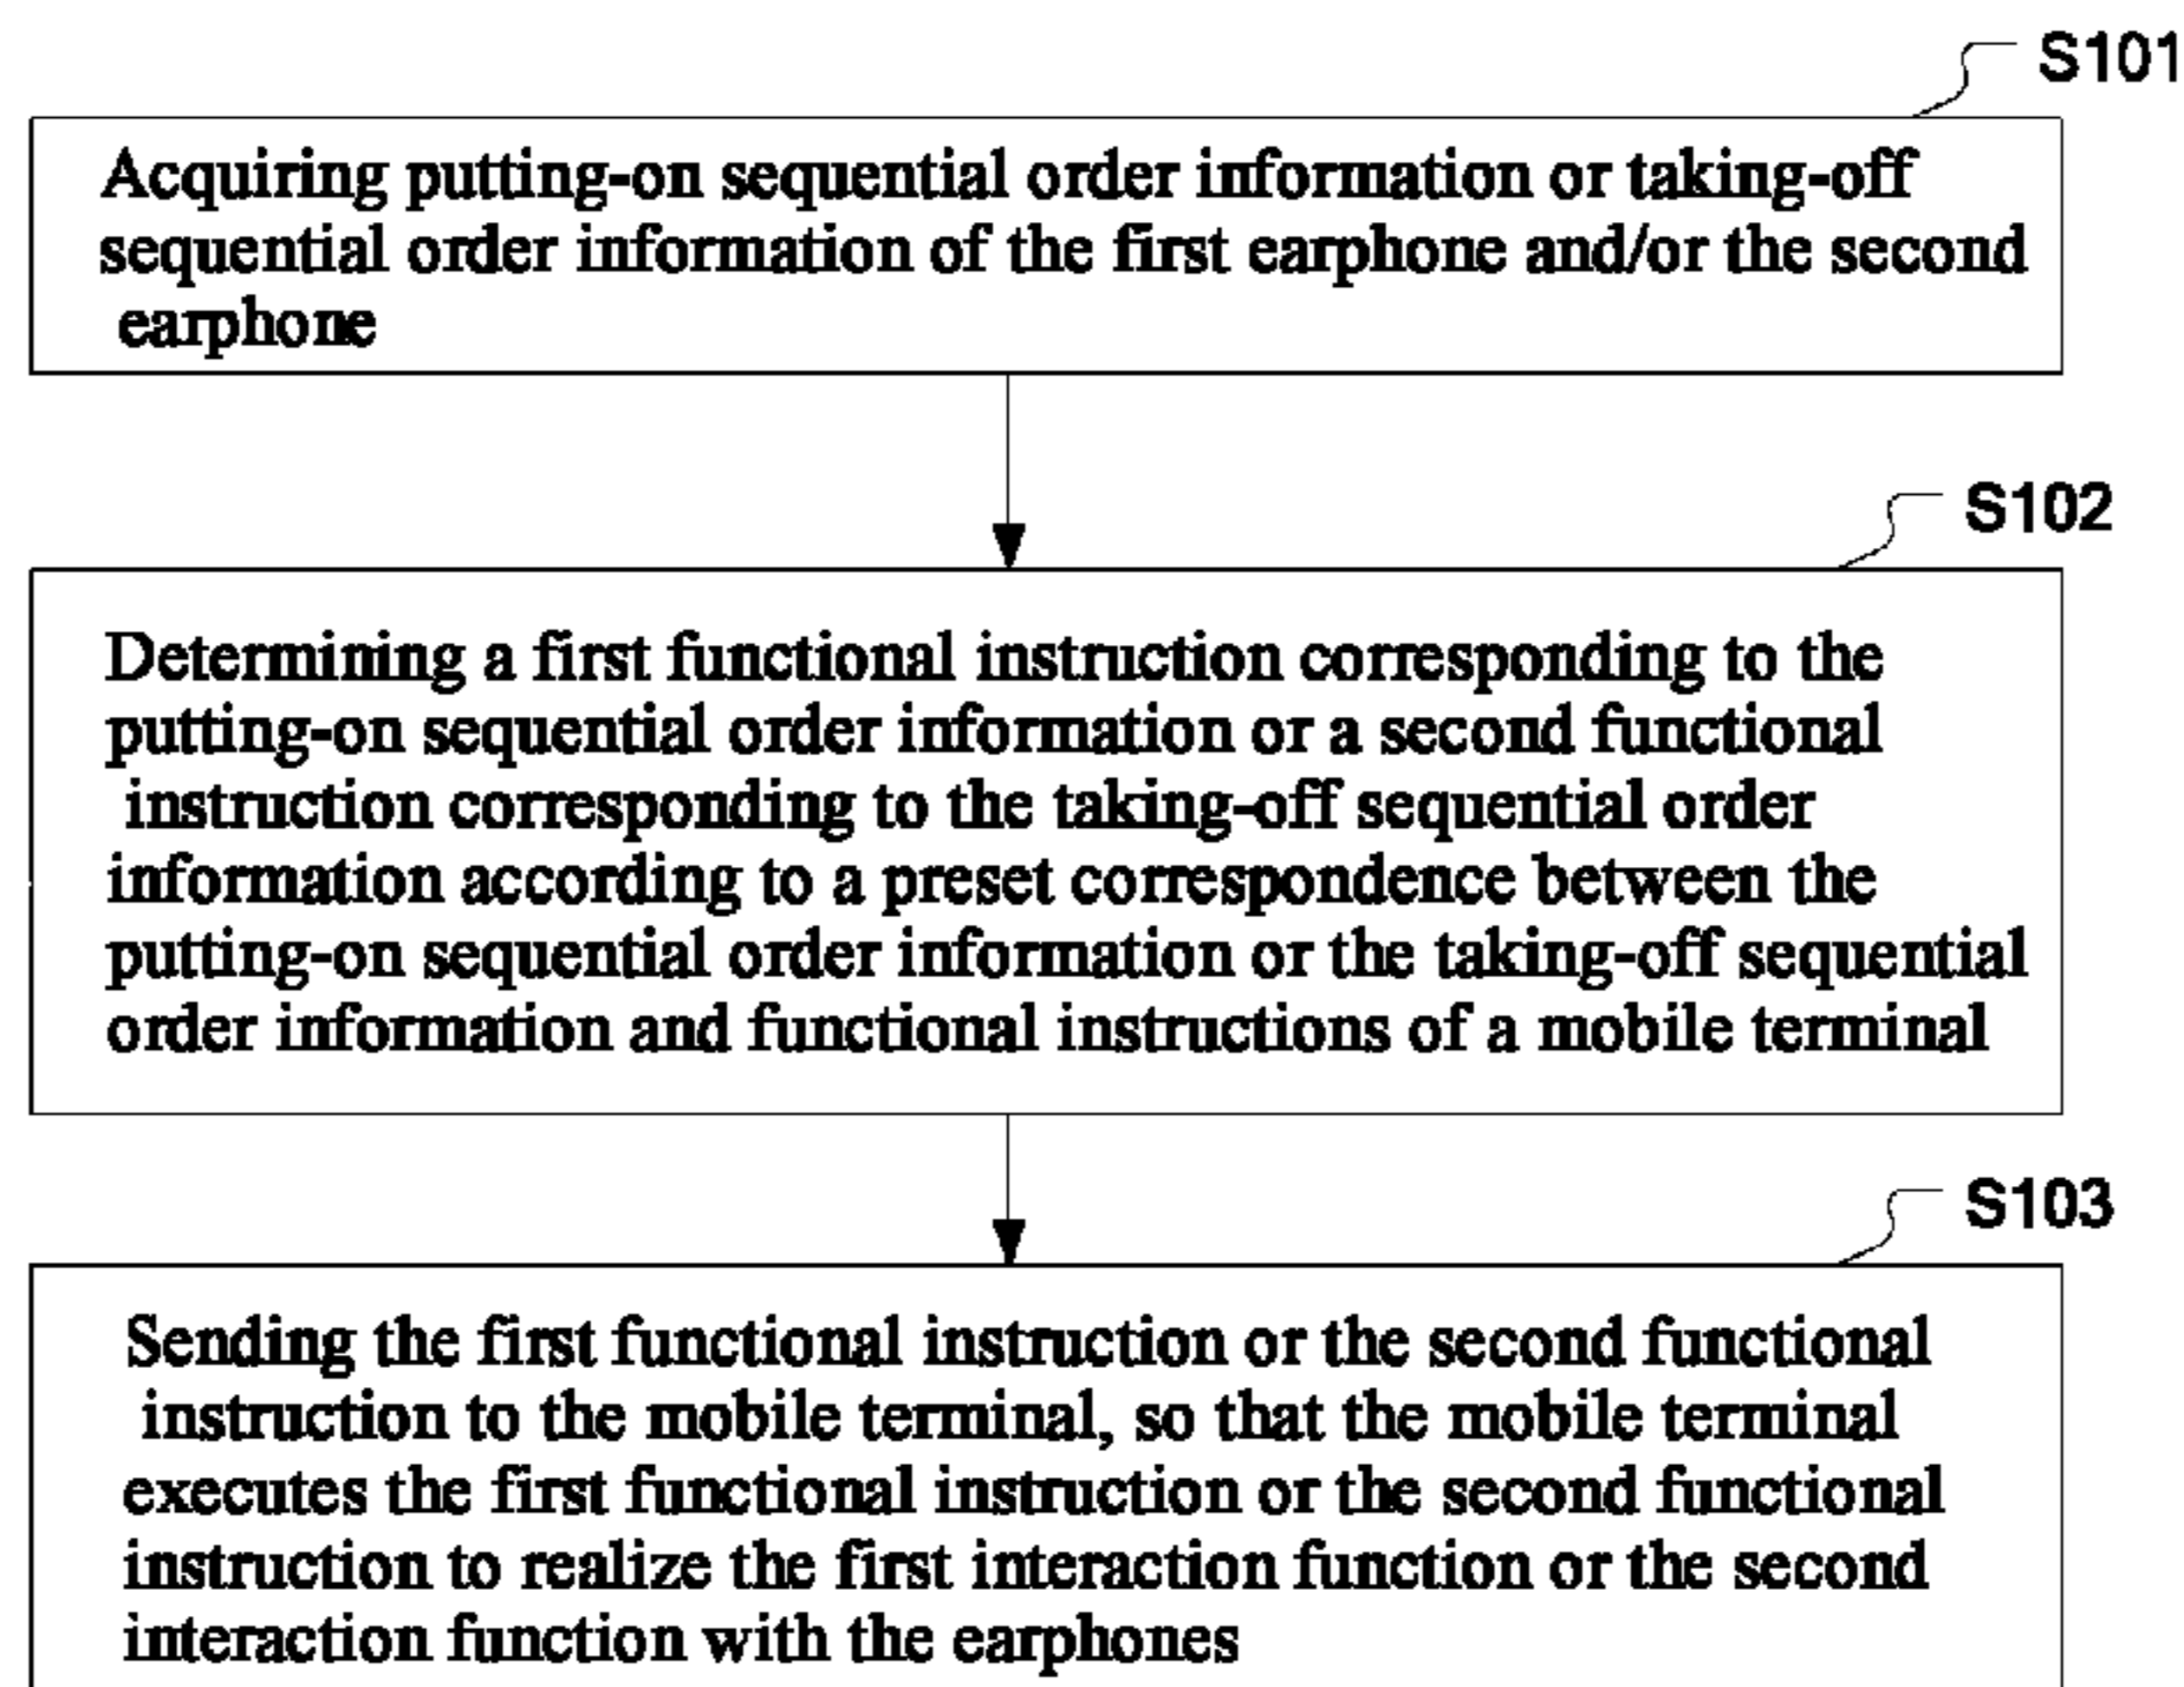 S101
Acquiring putting-on sequential order information or taking-off
sequential order information of the first earphone and/or the second
earphone
S102
Determining a first functional instruction corresponding to the
putting-on sequential order information or a second functional
instruction corresponding to the taking-off sequential order
information according to a preset correspondence between the
putting-on sequential order information or the taking-off sequential
order information and functional instructions of a mobile terminal
S103
Sending the first functional instruction or the second functional
instruction to the mobile terminal, so that the mobile terminal
executes the first functional instruction or the second functional
instruction to realize the first interaction function or the second
interaction function with the earphones